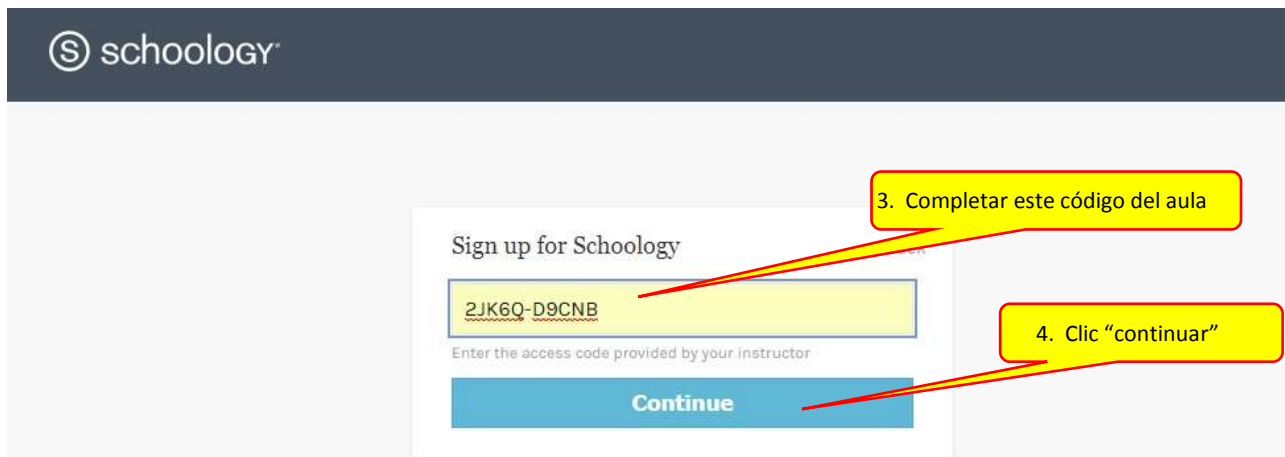 schoology
3. Completar este código del aula
Sign up for Schoology
2JK6Q-D9CNB
Enter the access code provided by your instructor
4. Clic “continuar”
Continue